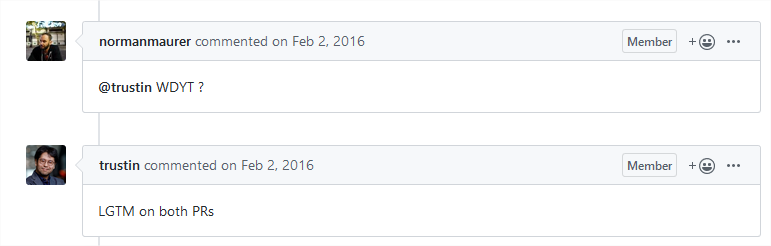 normanmaurer commented on Feb 2, 2016 Member +
@trustin WDYT ?
trustin commented on Feb 2, 2016 Member +
LGTM on both PRs